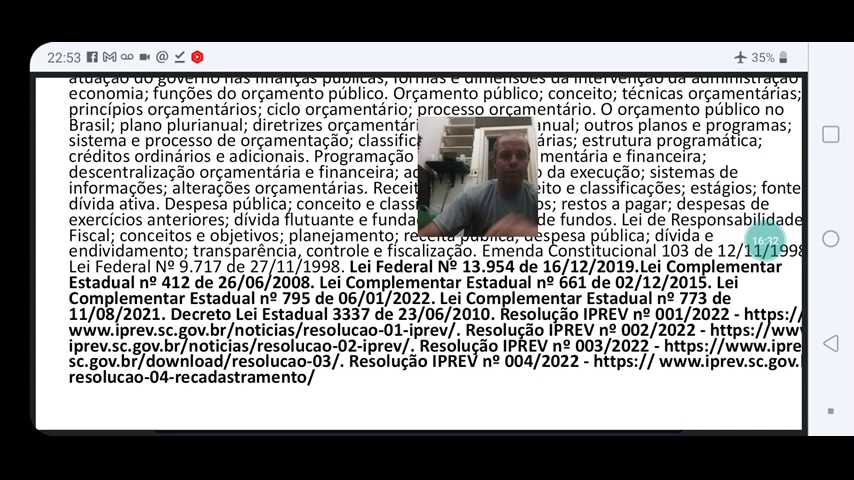 22:53
35%
atuação do governo nas finanças públicas, formas e dimensões da intervenção da administração
economia; funções do orçamento público. Orçamento público; conceito; técnicas orçamentárias;
princípios orçamentários; ciclo orçamentário; processo orçamentário. O orçamento público no
Brasil; plano plurianual; diretrizes orçamentári anual; outros planos e programas;
sistema e processo de orçamentação; classific árias; estrutura programática;
créditos ordinários e adicionais. Programação mentária e financeira;
descentralização orçamentária e financeira; ac o da execução; sistemas de
informações; alterações orçamentárias. Receit eito e classificações; estágios; fonte
dívida ativa. Despesa pública; conceito e classi os; restos a pagar; despesas de
exercícios anteriores; dívida flutuante e funda de fundos. Lei de Responsabilidade
Fiscal; conceitos e objetivos; planejamento; receita pública; despesa pública; dívida e
16:32
endividamento; transparência, controle e fiscalização. Emenda Constitucional 103 de 12/11/1998
Lei Federal Nº 9.717 de 27/11/1998. Lei Federal Nº 13.954 de 16/12/2019.Lei Complementar
Estadual nº 412 de 26/06/2008. Lei Complementar Estadual nº 661 de 02/12/2015. Lei
Complementar Estadual nº 795 de 06/01/2022. Lei Complementar Estadual nº 773 de
11/08/2021. Decreto Lei Estadual 3337 de 23/06/2010. Resolução IPREV nº 001/2022 - https://
www.iprev.sc.gov.br/noticias/resolucao-01-iprev/. Resolução IPREV nº 002/2022 - https://www
iprev.sc.gov.br/noticias/resolucao-02-iprev/. Resolução IPREV nº 003/2022 - https://www.ipre
sc.gov.br/download/resolucao-03/. Resolução IPREV nº 004/2022 - https:// www.iprev.sc.gov.
resolucao-04-recadastramento/